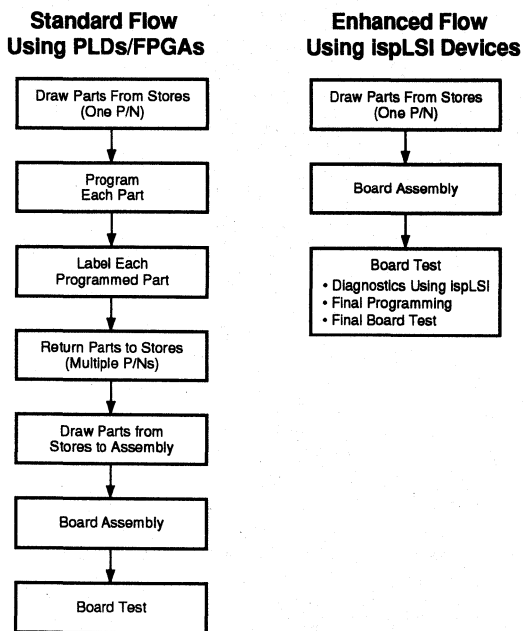 Standard Flow
Using PLDs/FPGAs
Draw Parts From Stores
(One P/N)
Program
Each Part
Label Each
Programmed Part
Return Parts to Stores
(Multiple P/Ns)
Draw Parts from
Stores to Assembly
Board Assembly
Board Test
Enhanced Flow
Using ispLSI Devices
Draw Parts From Stores
(One P/N)
Board Assembly
Board Test
• Diagnostics Using ispLSI
• Final Programming
• Final Board Test